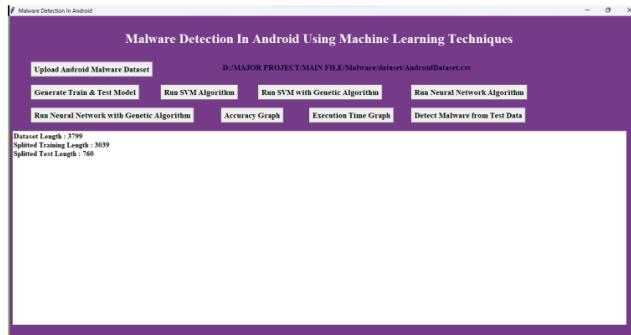 Malware Detection In Android
Malware Detection In Android Using Machine Learning Techniques
Upload Android Malware Dataset D:/MAJOR PROJECT/MAIN FILE/Malware/dataset/AndroidDataset.csv
Generate Train & Test Model Run SVM Algorithm Run SVM with Genetic Algorithm Run Neural Network Algorithm
Run Neural Network with Genetic Algorithm Accuracy Graph Execution Time Graph Detect Malware from Test Data
Dataset Length : 3799
Splitted Training Length : 3039
Splitted Test Length : 760